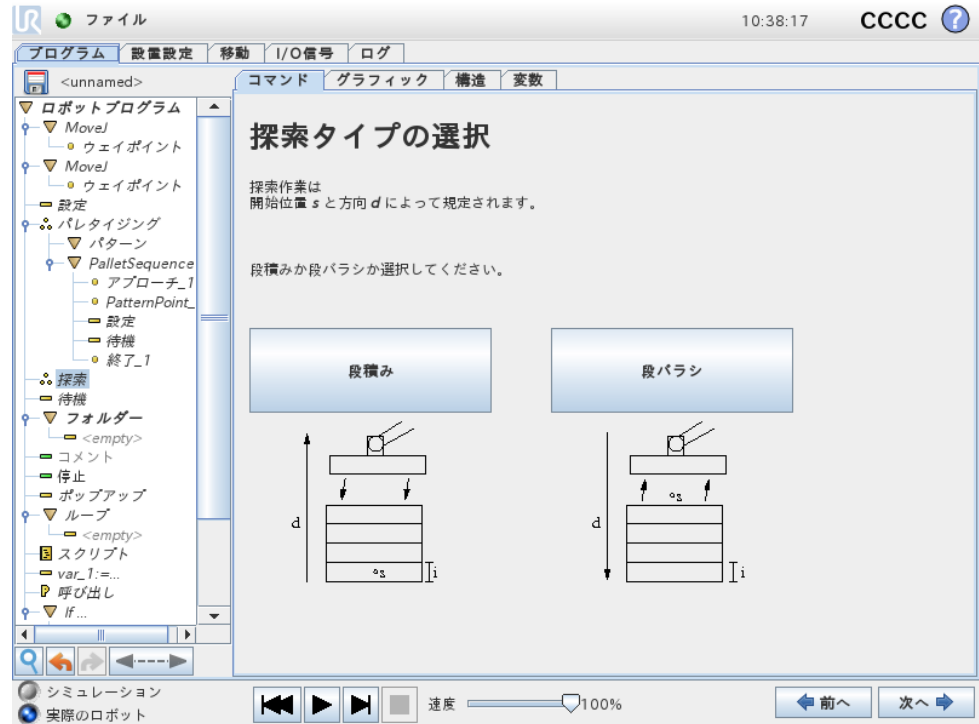 UR ファイル 10:38:17 CCCC ?
プログラム 設置設定 移動 I/O信号 ログ
<unnamed>
コマンド グラフィック 構造 変数
ロボットプログラム
MoveJ
ウェイポイント
MoveJ
ウェイポイント
設定
パレタイジング
パターン
PalletSequence
アプローチ_1
PatternPoint_
設定
待機
終了_1
探索
待機
フォルダー
<empty>
コメント
停止
ポップアップ
ループ
<empty>
スクリプト
var_1:=...
呼び出し
If ...
探索タイプの選択
探索作業は
開始位置 s と方向 d によって規定されます。
段積みか段バラシか選択してください。
段積み
段バラシ
d
s
i
d
s
i
シミュレーション
実際のロボット
速度 100%
前へ 次へ